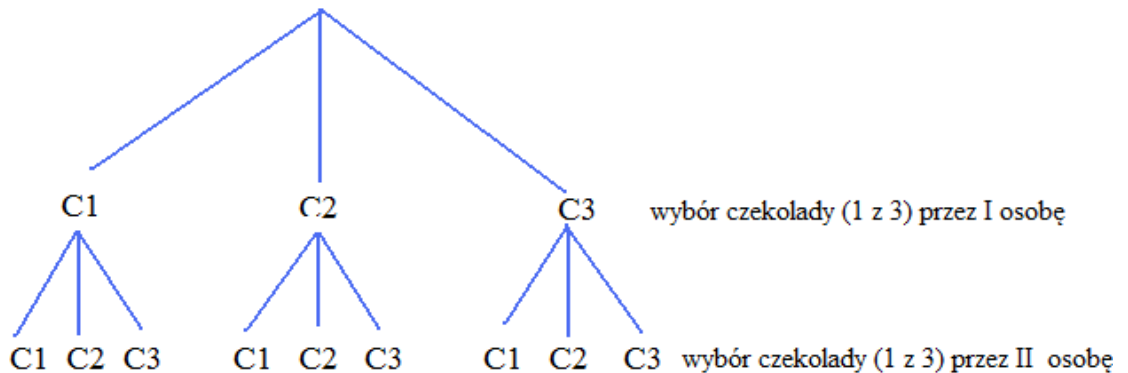 C1 C2 C3 wybór czekolady (1 z 3) przez I osobę
C1 C2 C3 C1 C2 C3 C1 C2 C3 wybór czekolady (1 z 3) przez II osobę